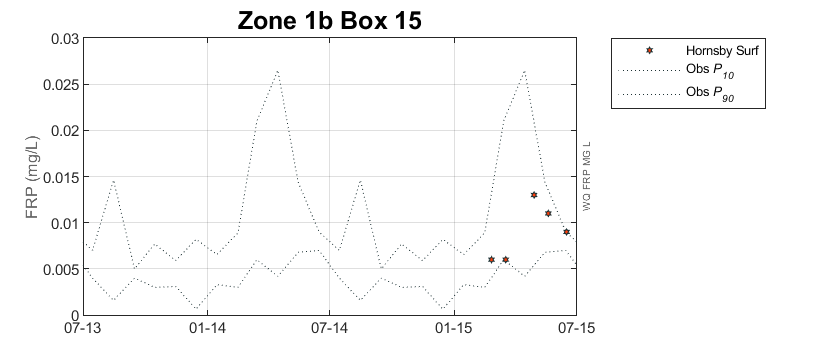 Zone 1b Box 15
0.03
0.025
0.02
0.015
0.01
0.005
0
FRP (mg/L)
07-13
01-14
07-14
01-15
07-15
WQ FRP MG L
Hornsby Surf
Obs P10
Obs P90